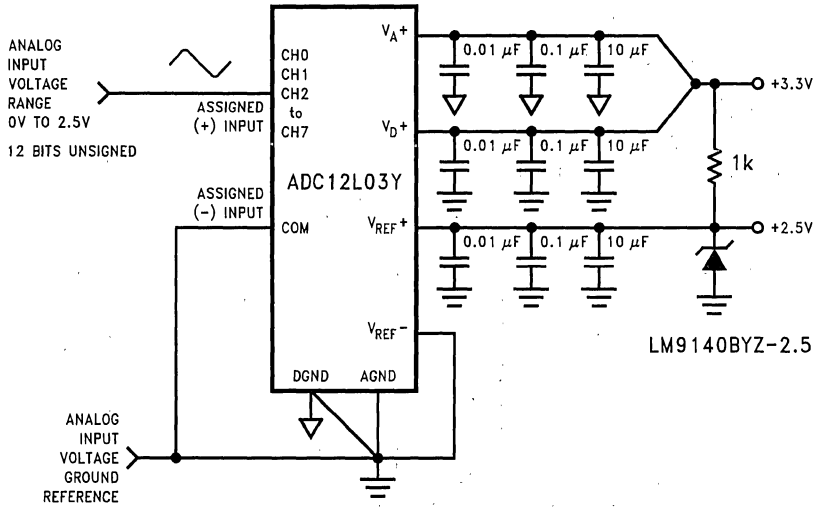 ANALOG
INPUT
VOLTAGE
RANGE
0V TO 2.5V
12 BITS UNSIGNED
ASSIGNED
(+) INPUT
ASSIGNED
(−) INPUT
CH0
CH1
CH2
to
CH7
ADC12L03Y
COM
VA+
VD+
VREF+
VREF−
DGND
AGND
0.01 μF
0.1 μF
10 μF
+3.3V
0.01 μF
0.1 μF
10 μF
1k
0.01 μF
0.1 μF
10 μF
+2.5V
LM9140BYZ-2.5
ANALOG
INPUT
VOLTAGE
GROUND
REFERENCE